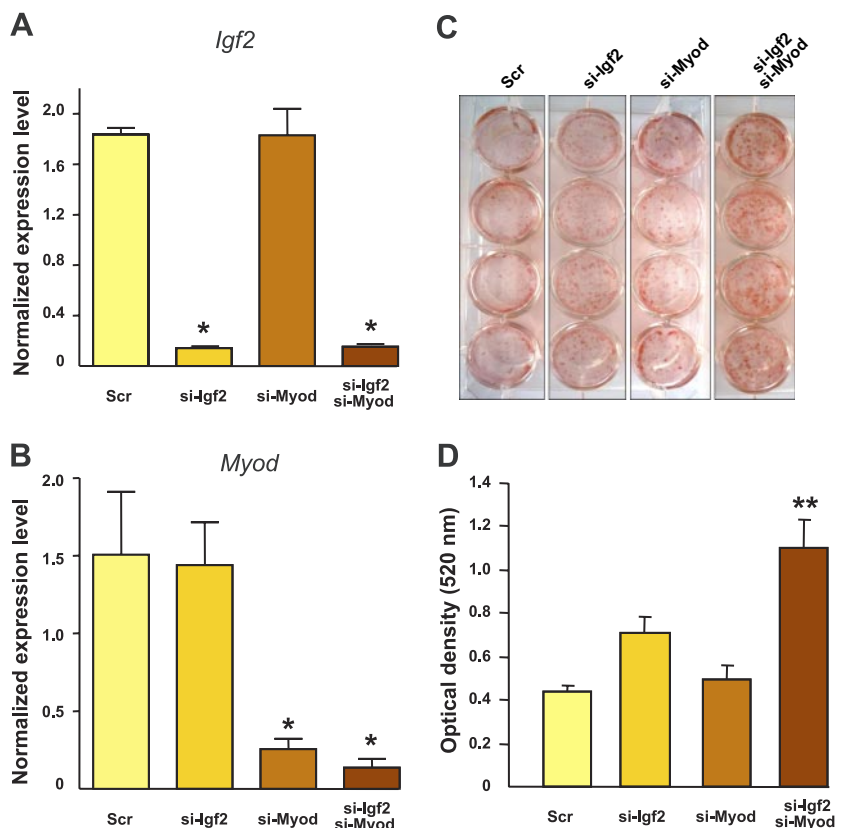 A
Igf2
Normalized expression level
2.0
1.6
1.2
0.8
0.4
0
*
*
Scr
si-Igf2
si-Myod
si-Igf2
si-Myod
B
Myod
Normalized expression level
2.0
1.5
1.0
0.5
0
*
*
Scr
si-Igf2
si-Myod
si-Igf2
si-Myod
C
Scr
si-Igf2
si-Myod
si-Igf2
si-Myod
D
Optical density (520 nm)
1.4
1.2
1.0
0.8
0.6
0.4
0.2
0
**
Scr
si-Igf2
si-Myod
si-Igf2
si-Myod